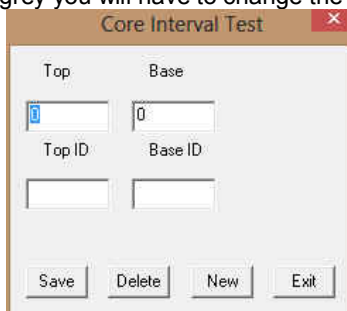 grey you will have to change the
Core Interval Test
Top Base
0 0
Top ID Base ID
Save Delete New Exit